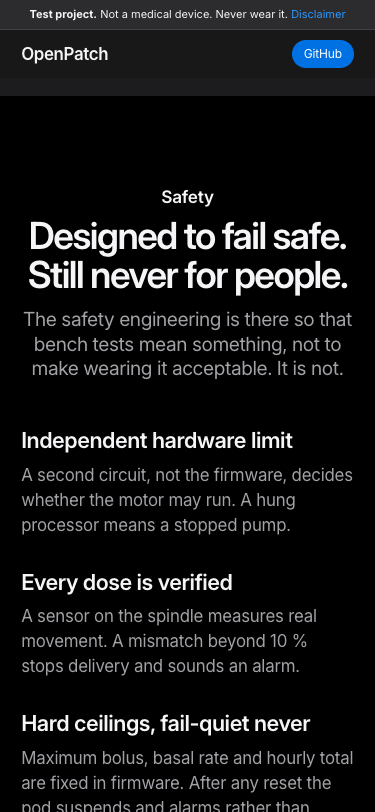 Test project. Not a medical device. Never wear it. Disclaimer
OpenPatch
GitHub
Safety
Designed to fail safe.
Still never for people.
The safety engineering is there so that
bench tests mean something, not to
make wearing it acceptable. It is not.
Independent hardware limit
A second circuit, not the firmware, decides
whether the motor may run. A hung
processor means a stopped pump.
Every dose is verified
A sensor on the spindle measures real
movement. A mismatch beyond 10 %
stops delivery and sounds an alarm.
Hard ceilings, fail-quiet never
Maximum bolus, basal rate and hourly total
are fixed in firmware. After any reset the
pod suspends and alarms rather than